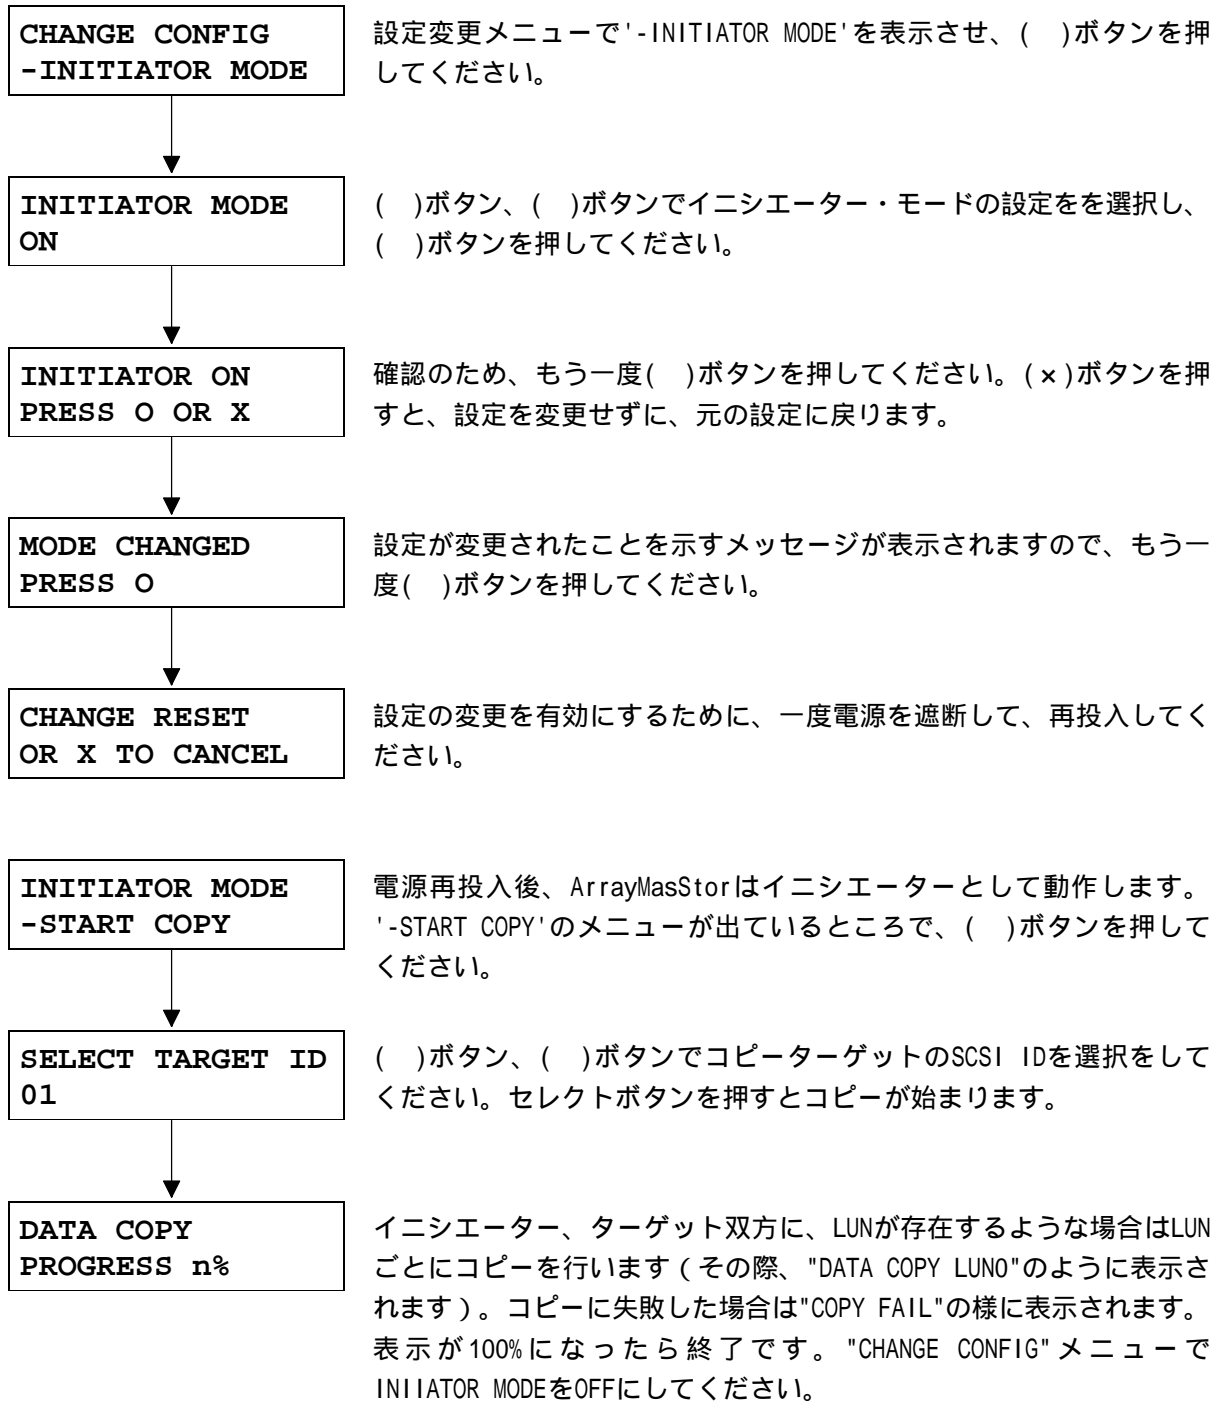 CHANGE CONFIG
-INITIATOR MODE
設定変更メニューで'-INITIATOR MODE'を表示させ、(　)ボタンを押
してください。
INITIATOR MODE
ON
(　)ボタン、(　)ボタンでイニシエーター・モードの設定をを選択し、
(　)ボタンを押してください。
INITIATOR ON
PRESS O OR X
確認のため、もう一度(　)ボタンを押してください。(×)ボタンを押
すと、設定を変更せずに、元の設定に戻ります。
MODE CHANGED
PRESS O
設定が変更されたことを示すメッセージが表示されますので、もう一
度(　)ボタンを押してください。
CHANGE RESET
OR X TO CANCEL
設定の変更を有効にするために、一度電源を遮断して、再投入してく
ださい。
INITIATOR MODE
-START COPY
電源再投入後、ArrayMasStorはイニシエーターとして動作します。
'-START COPY'のメニューが出ているところで、(　)ボタンを押して
ください。
SELECT TARGET ID
01
(　)ボタン、(　)ボタンでコピーターゲットのSCSI IDを選択をして
ください。セレクトボタンを押すとコピーが始まります。
DATA COPY
PROGRESS n%
イニシエーター、ターゲット双方に、LUNが存在するような場合はLUN
ごとにコピーを行います（その際、"DATA COPY LUN0"のように表示さ
れます）。コピーに失敗した場合は"COPY FAIL"の様に表示されます。
表示が100%になったら終了です。"CHANGE CONFIG"メニューで
INIIATOR MODEをOFFにしてください。